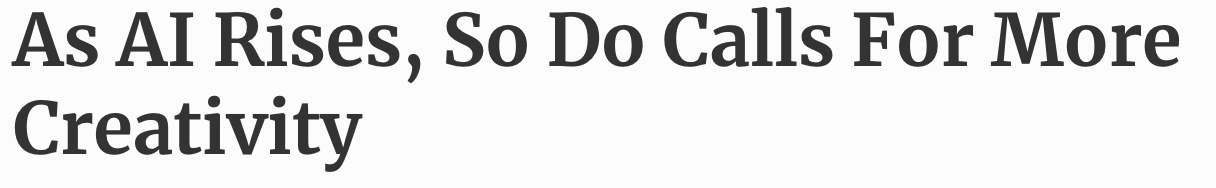 As AI Rises, So Do Calls For More
Creativity